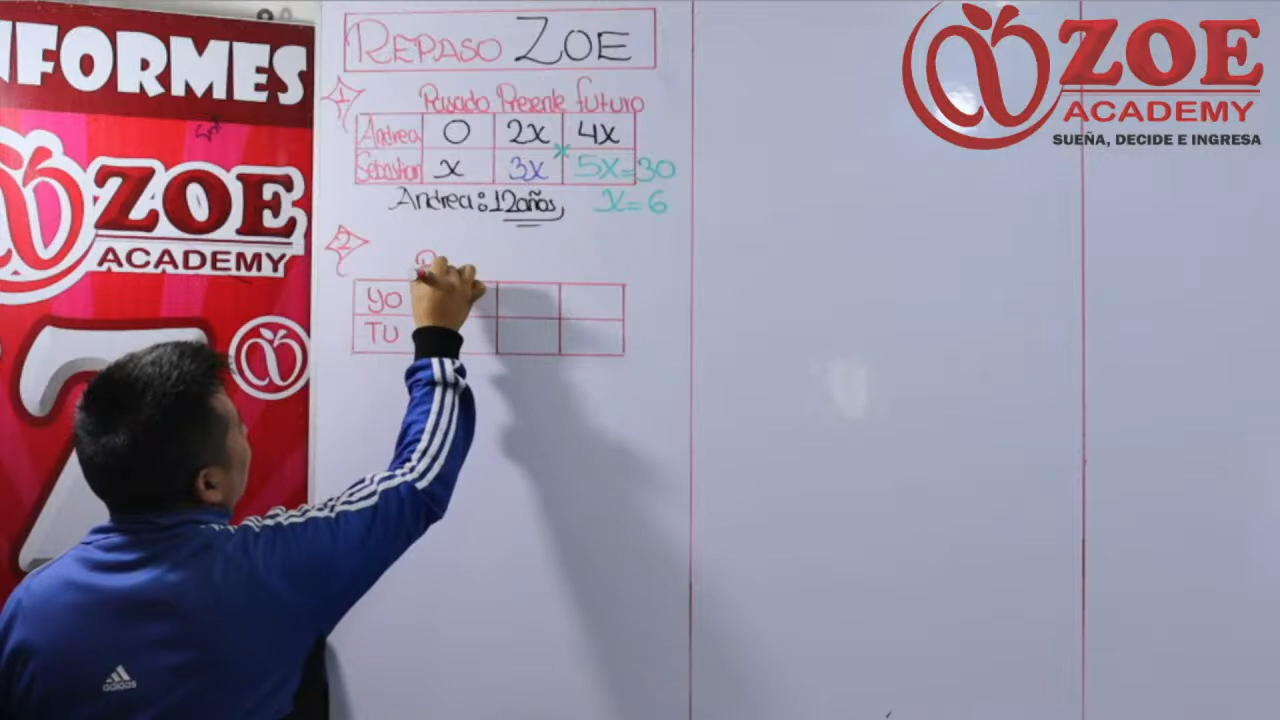 INFORMES
ZOE
ACADEMY
REPASO ZOE
1
Pasado Presente futuro
Andrea 0 2x 4x
Sebastian x 3x 5x=30
Andrea: 12 años x=6
2
P
YO
TU
adidas
ZOE
ACADEMY
SUEÑA, DECIDE E INGRESA